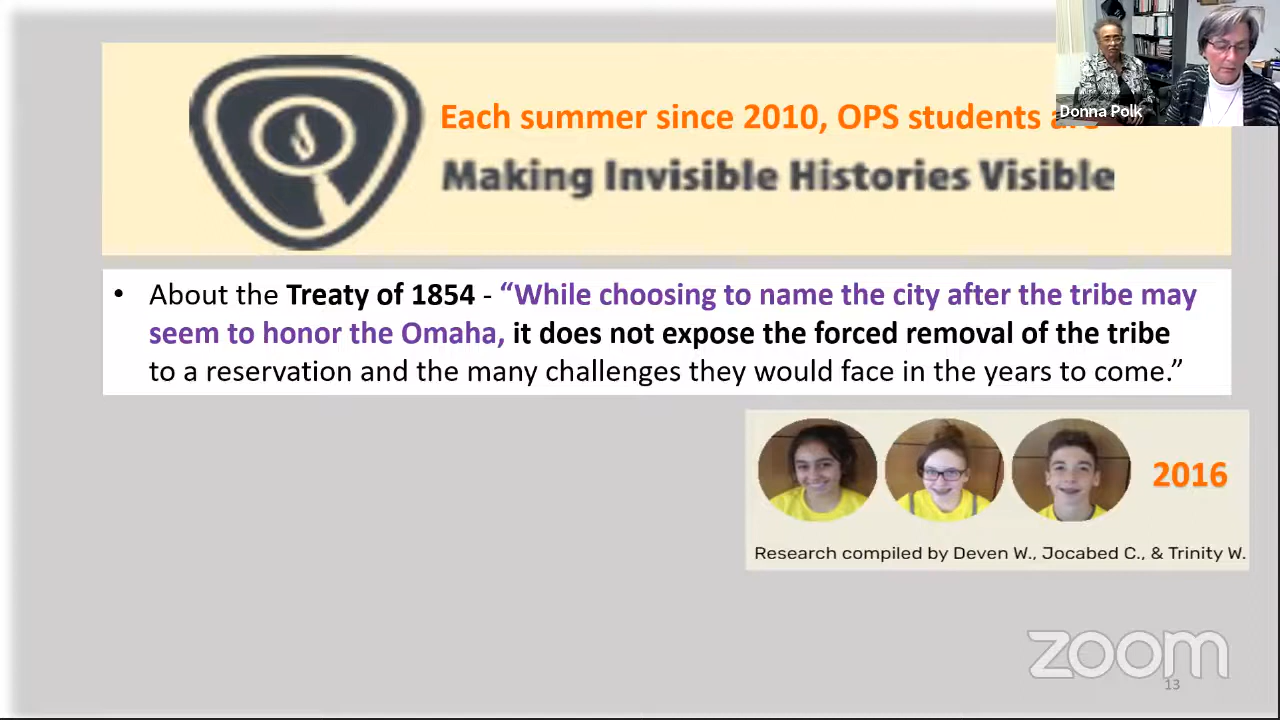 Each summer since 2010, OPS students are
Donna Polk
Making Invisible Histories Visible
• About the Treaty of 1854 - “While choosing to name the city after the tribe may
seem to honor the Omaha, it does not expose the forced removal of the tribe
to a reservation and the many challenges they would face in the years to come.”
2016
Research compiled by Deven W., Jocabed C., & Trinity W.
zoom
13